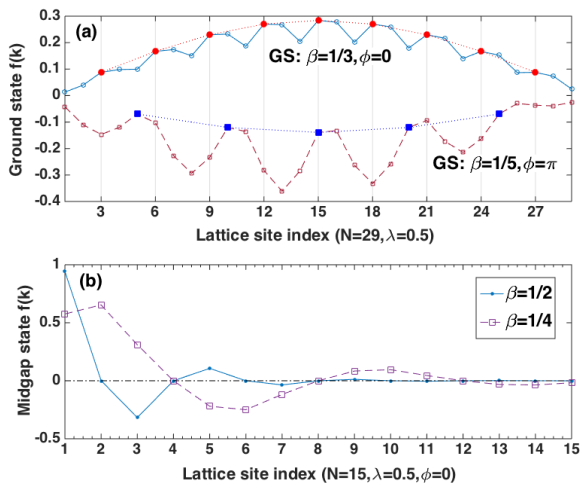 (a)
Ground state f(k)
0.3
0.2
0.1
0
-0.1
-0.2
-0.3
-0.4
GS: β=1/3,ϕ=0
GS: β=1/5,ϕ=π
3 6 9 12 15 18 21 24 27
Lattice site index (N=29,λ=0.5)
(b)
Midgap state f(k)
1
0.5
0
-0.5
β=1/2
β=1/4
1 2 3 4 5 6 7 8 9 10 11 12 13 14 15
Lattice site index (N=15,λ=0.5,ϕ=0)